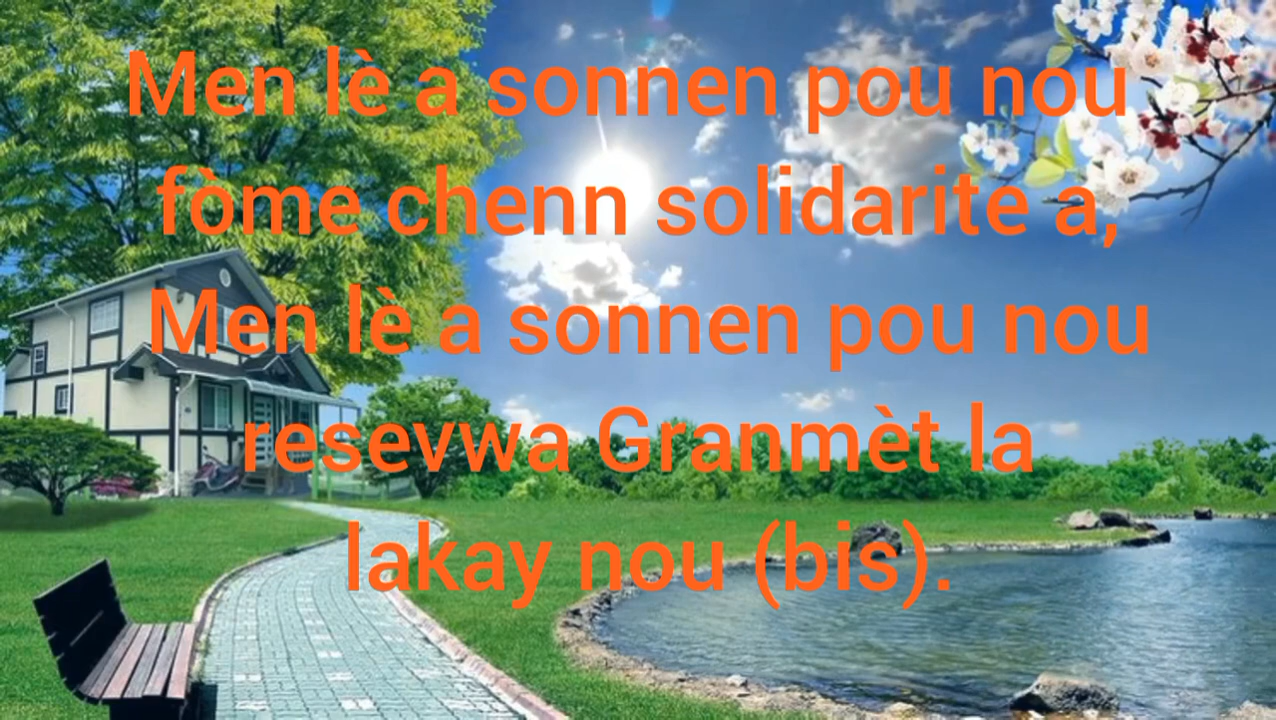 Men lè a sonnen pou nou
fòme chenn solidarite a,
Men lè a sonnen pou nou
resevwa Granmèt la
lakay nou (bis).